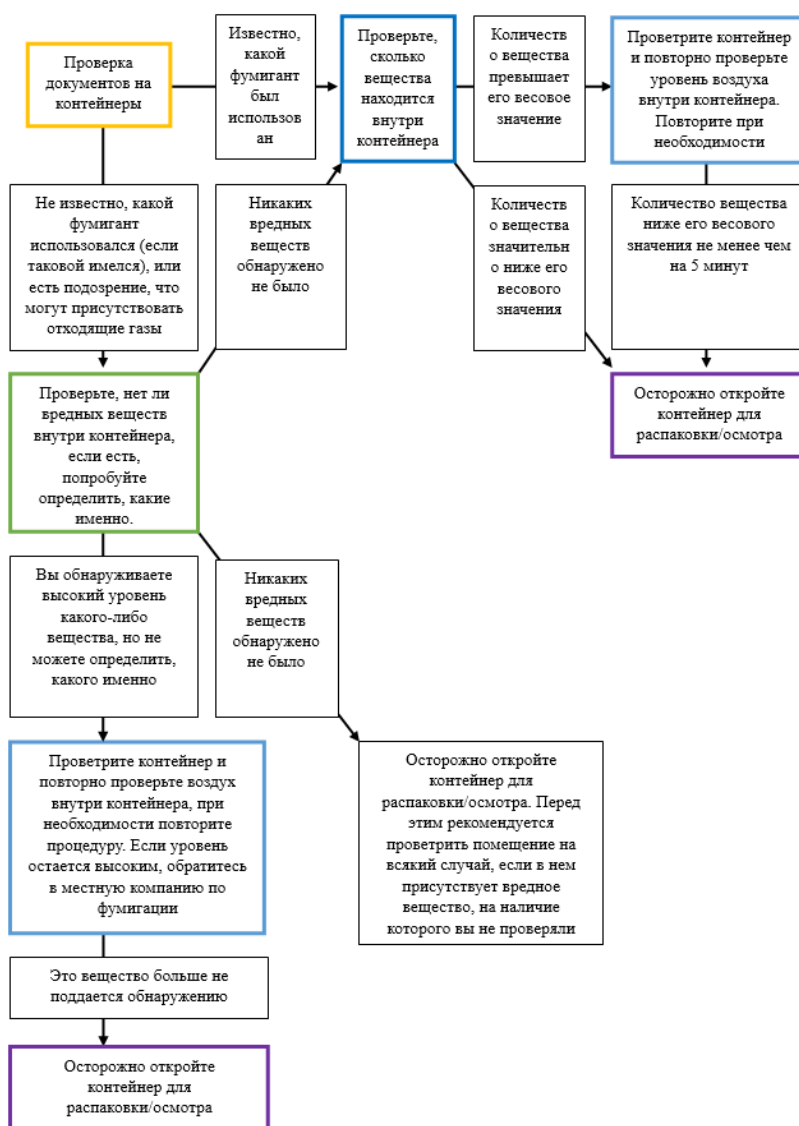 Проверка
документов на
контейнеры
Известно,
какой
фумигант
был
использов
ан
Проверьте,
сколько
вещества
находится
внутри
контейнера
Количеств
о вещества
превышает
его весовое
значение
Проветрите контейнер
и повторно проверьте
уровень воздуха
внутри контейнера.
Повторите при
необходимости
Не известно, какой
фумигант
использовался (если
таковой имелся), или
есть подозрение, что
могут присутствовать
отходящие газы
Никаких
вредных
веществ
обнаружено
не было
Количеств
о вещества
значительн
о ниже его
весового
значения
Количество вещества
ниже его весового
значения не менее чем
на 5 минут
Проверьте, нет ли
вредных веществ
внутри контейнера,
если есть,
попробуйте
определить, какие
именно.
Осторожно откройте
контейнер для
распаковки/осмотра
Вы обнаруживаете
высокий уровень
какого-либо
вещества, но не
можете определить,
какого именно
Никаких
вредных
веществ
обнаружено
не было
Проветрите контейнер и
повторно проверьте воздух
внутри контейнера, при
необходимости повторите
процедуру. Если уровень
остается высоким, обратитесь
в местную компанию по
фумигации
Осторожно откройте
контейнер для
распаковки/осмотра. Перед
этим рекомендуется
проветрить помещение на
всякий случай, если в нем
присутствует вредное
вещество, на наличие
которого вы не проверяли
Это вещество больше не
поддается обнаружению
Осторожно откройте
контейнер для
распаковки/осмотра